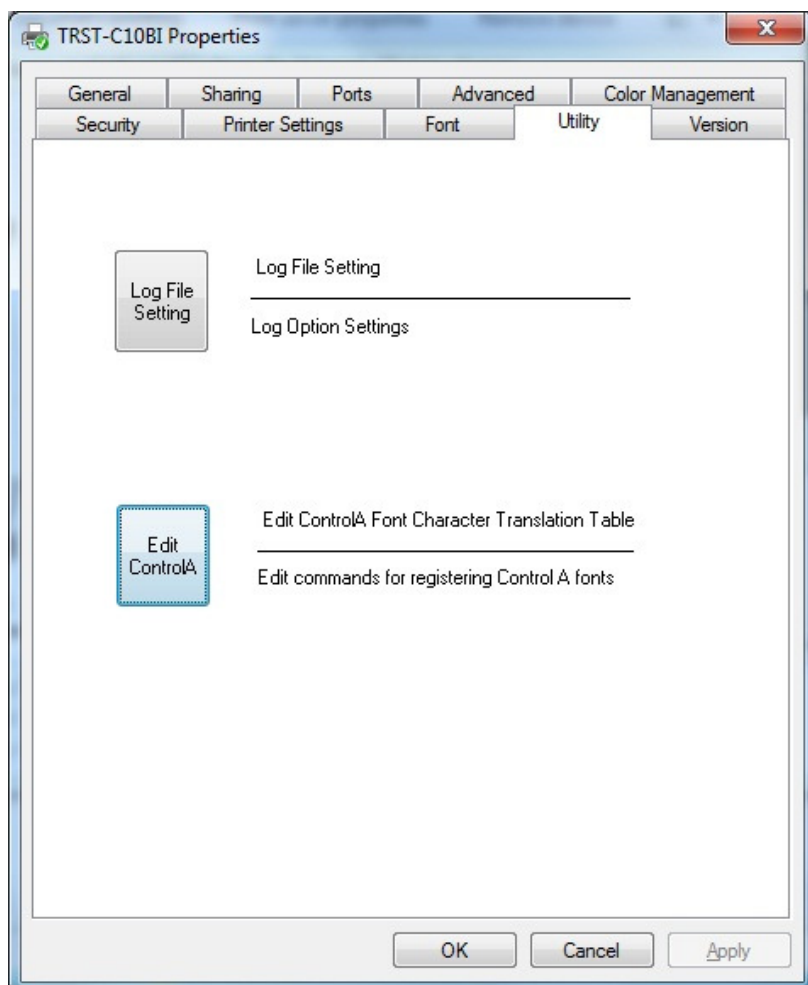 TRST-C10BI Properties
General Sharing Ports Advanced Color Management
Security Printer Settings Font Utility Version
Log File
Setting
Log File Setting
Log Option Settings
Edit
ControlA
Edit ControlA Font Character Translation Table
Edit commands for registering Control A fonts
OK Cancel Apply